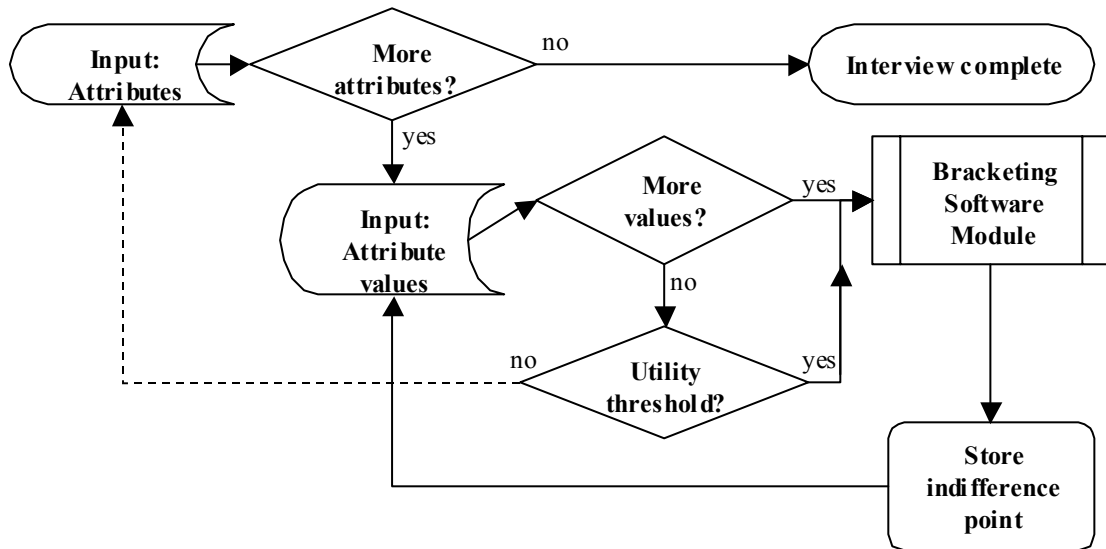 Input:
Attributes
More
attributes?
no
Interview complete
yes
Input:
Attribute
values
More
values?
yes
Bracketing
Software
Module
no
Utility
threshold?
no
yes
Store
indifference
point